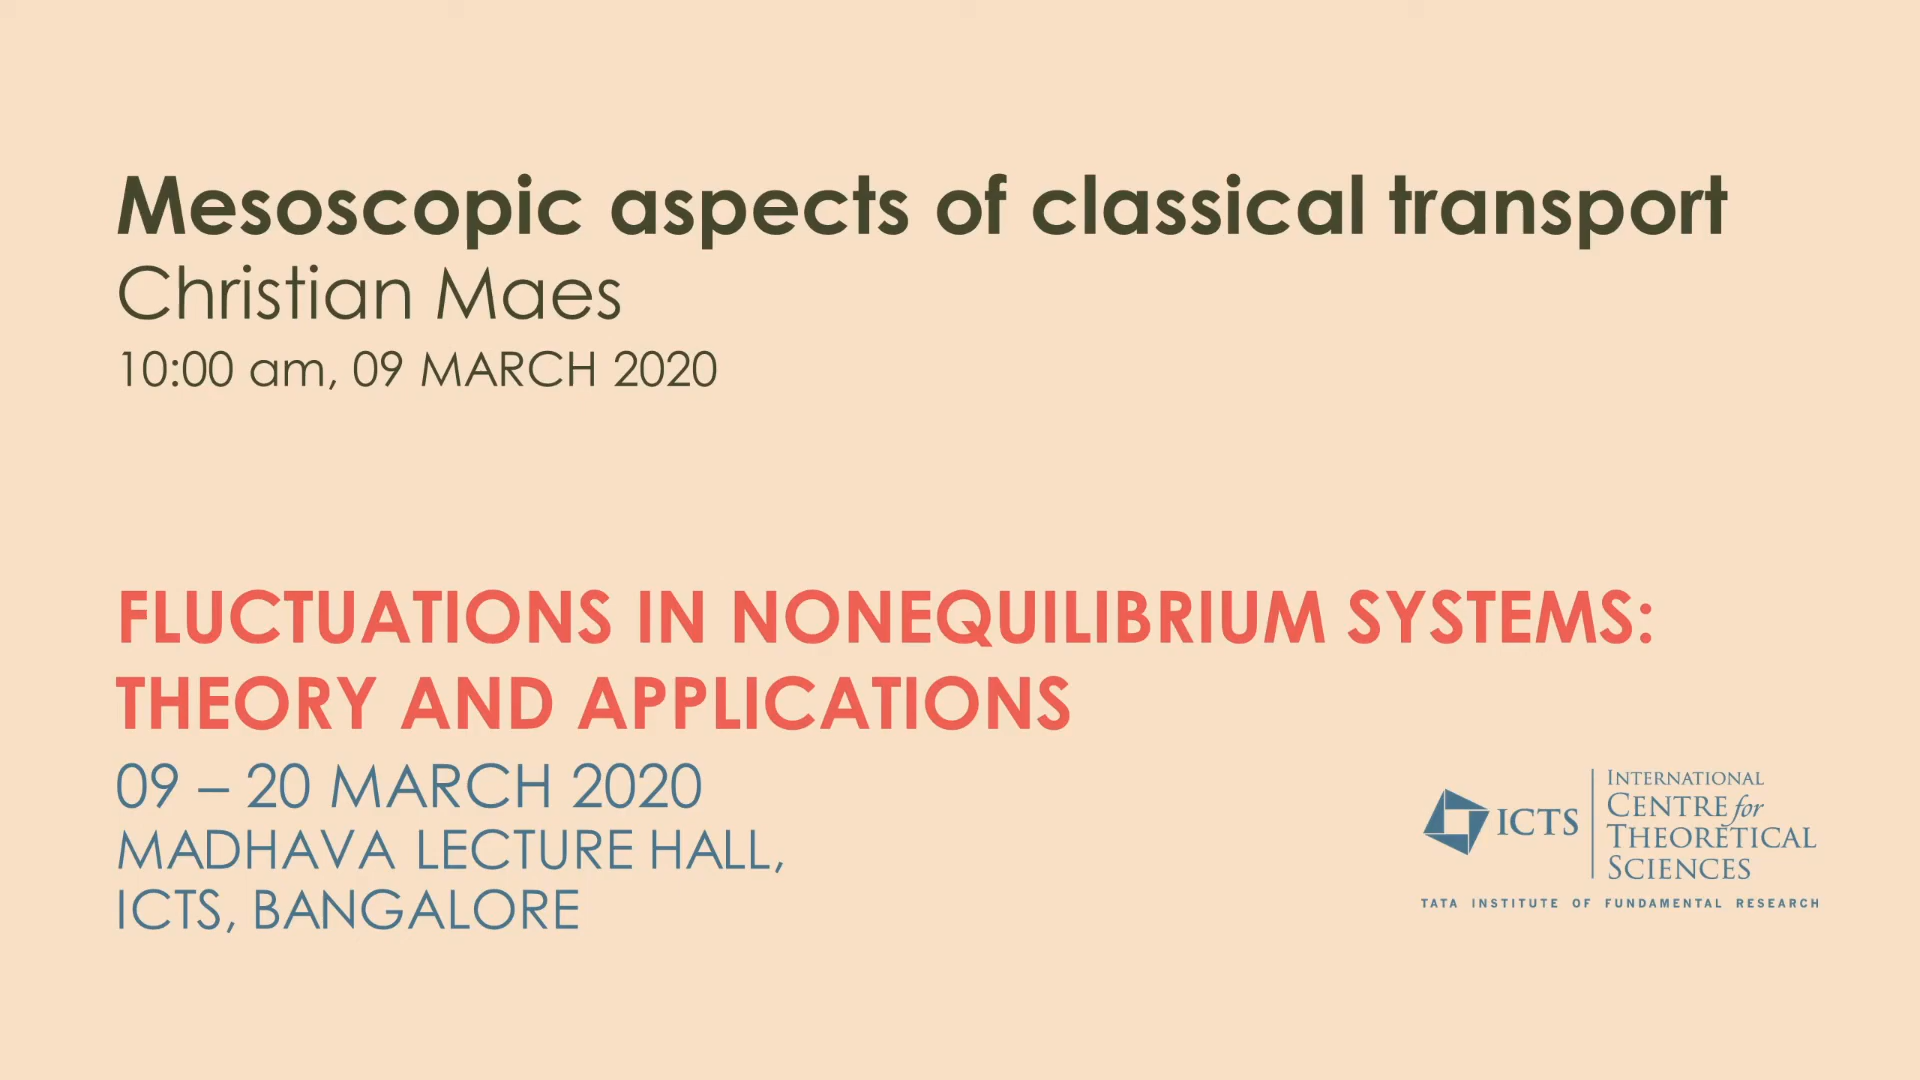 Mesoscopic aspects of classical transport
Christian Maes
10:00 am, 09 MARCH 2020
FLUCTUATIONS IN NONEQUILIBRIUM SYSTEMS:
THEORY AND APPLICATIONS
09 – 20 MARCH 2020
MADHAVA LECTURE HALL,
ICTS, BANGALORE
ICTS
INTERNATIONAL
CENTRE for
THEORETICAL
SCIENCES
TATA INSTITUTE OF FUNDAMENTAL RESEARCH